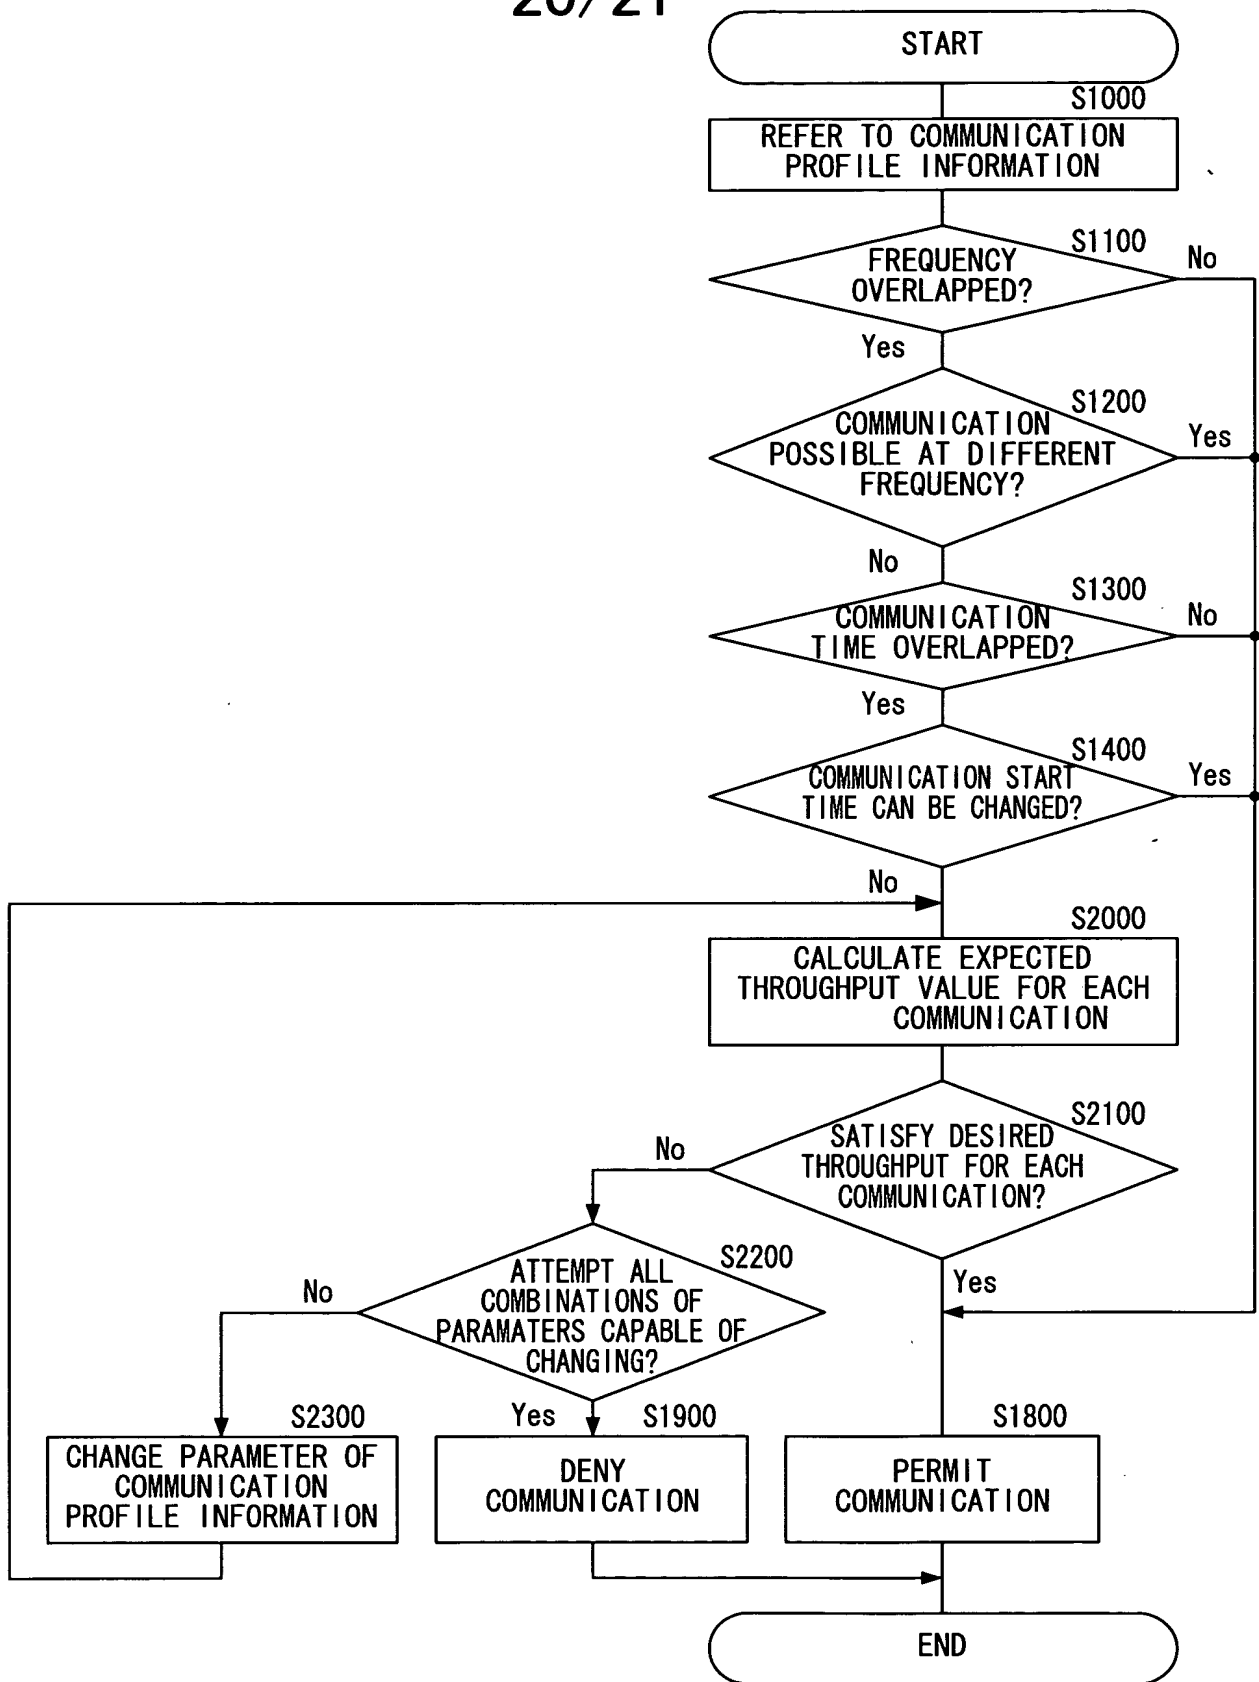 20/21
START
S1000
REFER TO COMMUNICATION
PROFILE INFORMATION
S1100
FREQUENCY
OVERLAPPED?
No
Yes
S1200
COMMUNICATION
POSSIBLE AT DIFFERENT
FREQUENCY?
Yes
No
S1300
COMMUNICATION
TIME OVERLAPPED?
No
Yes
S1400
COMMUNICATION START
TIME CAN BE CHANGED?
Yes
No
S2000
CALCULATE EXPECTED
THROUGHPUT VALUE FOR EACH
COMMUNICATION
S2100
SATISFY DESIRED
THROUGHPUT FOR EACH
COMMUNICATION?
No
Yes
S2200
ATTEMPT ALL
COMBINATIONS OF
PARAMATERS CAPABLE OF
CHANGING?
No
Yes
S2300
CHANGE PARAMETER OF
COMMUNICATION
PROFILE INFORMATION
S1900
DENY
COMMUNICATION
S1800
PERMIT
COMMUNICATION
END